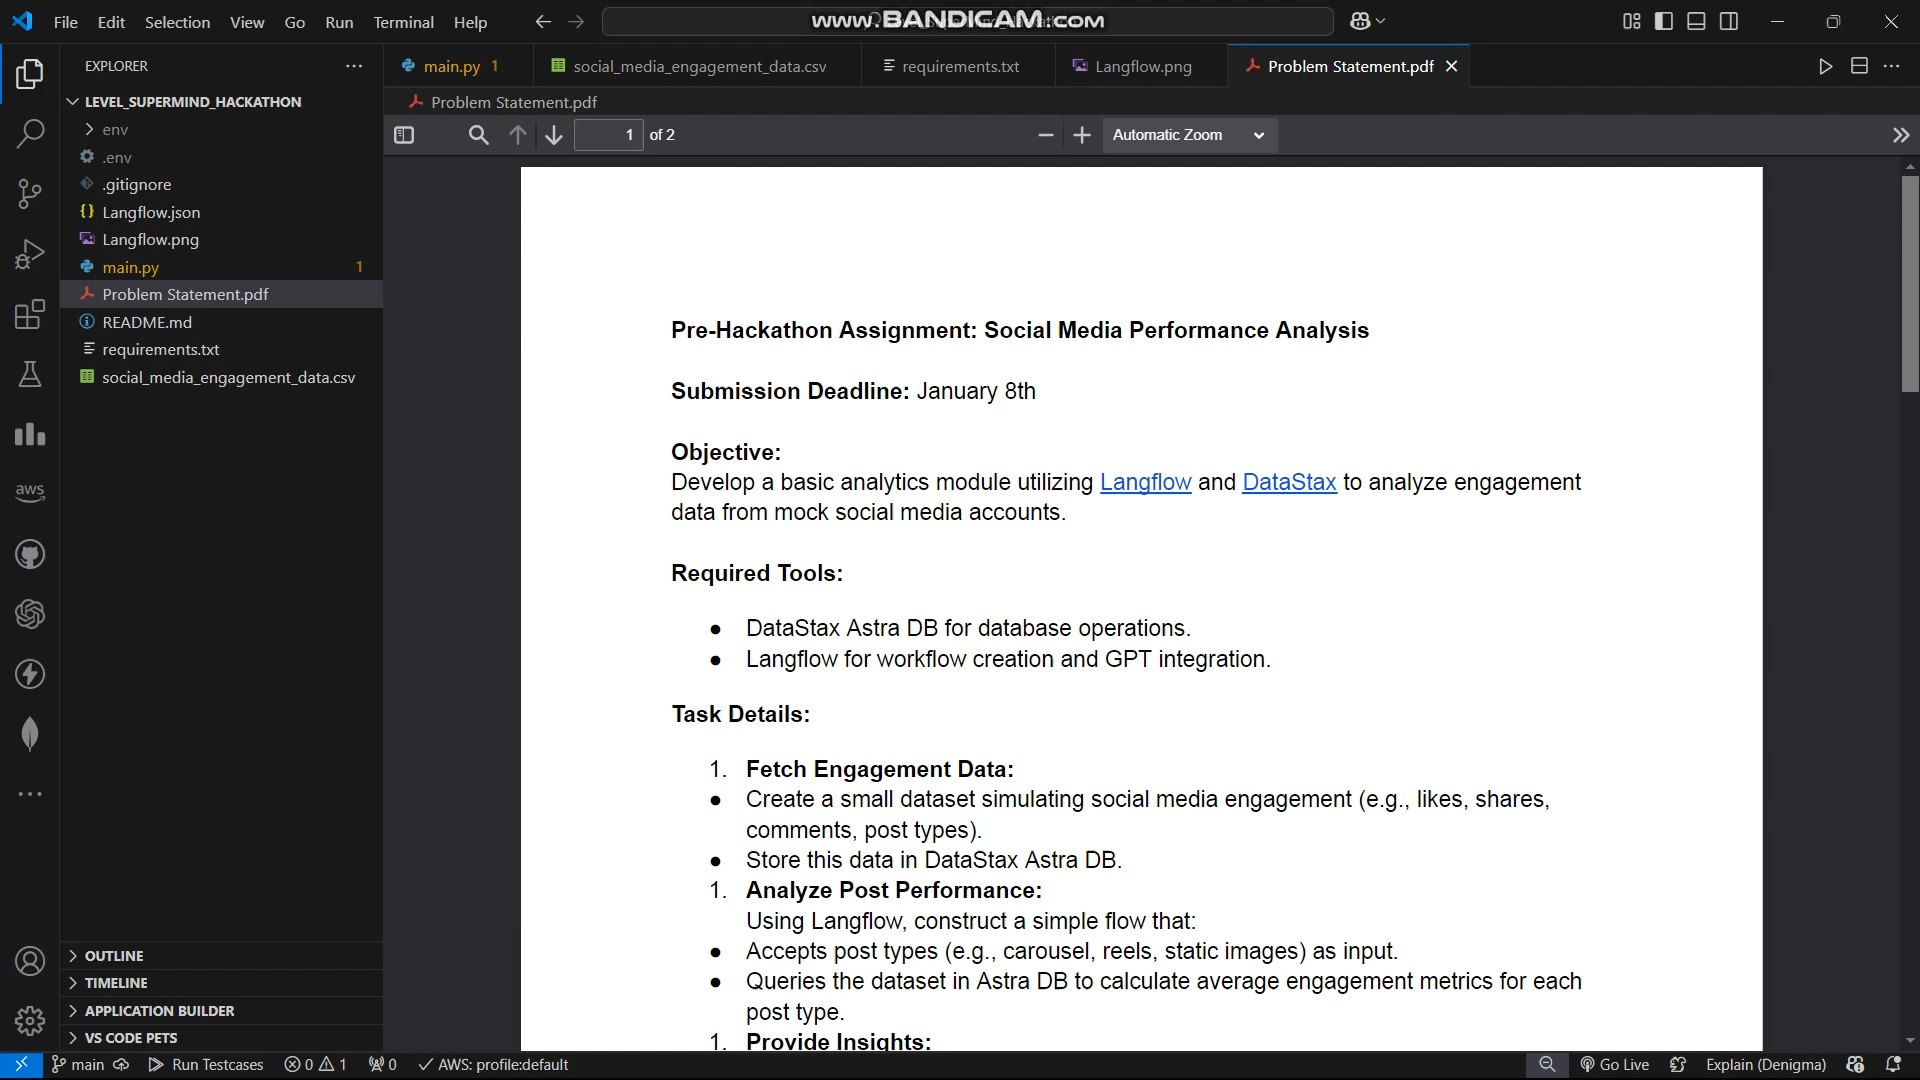 File Edit Selection View Go Run Terminal Help
www.BANDICAM.com
EXPLORER
main.py 1
social_media_engagement_data.csv
requirements.txt
Langflow.png
Problem Statement.pdf
LEVEL_SUPERMIND_HACKATHON
env
.env
.gitignore
Langflow.json
Langflow.png
main.py 1
Problem Statement.pdf
README.md
requirements.txt
social_media_engagement_data.csv
aws
OUTLINE
TIMELINE
APPLICATION BUILDER
VS CODE PETS
Problem Statement.pdf
1 of 2
Automatic Zoom
Pre-Hackathon Assignment: Social Media Performance Analysis
Submission Deadline: January 8th
Objective:
Develop a basic analytics module utilizing Langflow and DataStax to analyze engagement
data from mock social media accounts.
Required Tools:
● DataStax Astra DB for database operations.
● Langflow for workflow creation and GPT integration.
Task Details:
1. Fetch Engagement Data:
● Create a small dataset simulating social media engagement (e.g., likes, shares,
comments, post types).
● Store this data in DataStax Astra DB.
1. Analyze Post Performance:
Using Langflow, construct a simple flow that:
● Accepts post types (e.g., carousel, reels, static images) as input.
● Queries the dataset in Astra DB to calculate average engagement metrics for each
post type.
1. Provide Insights:
main Run Testcases 0 1 0 AWS: profile:default
Go Live Explain (Denigma)